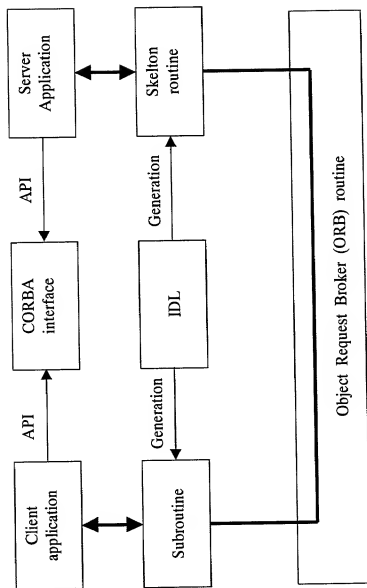 Client
application
API
CORBA
interface
API
Server
Application
Subroutine
Generation
IDL
Generation
Skelton
routine
Object Request Broker (ORB) routine